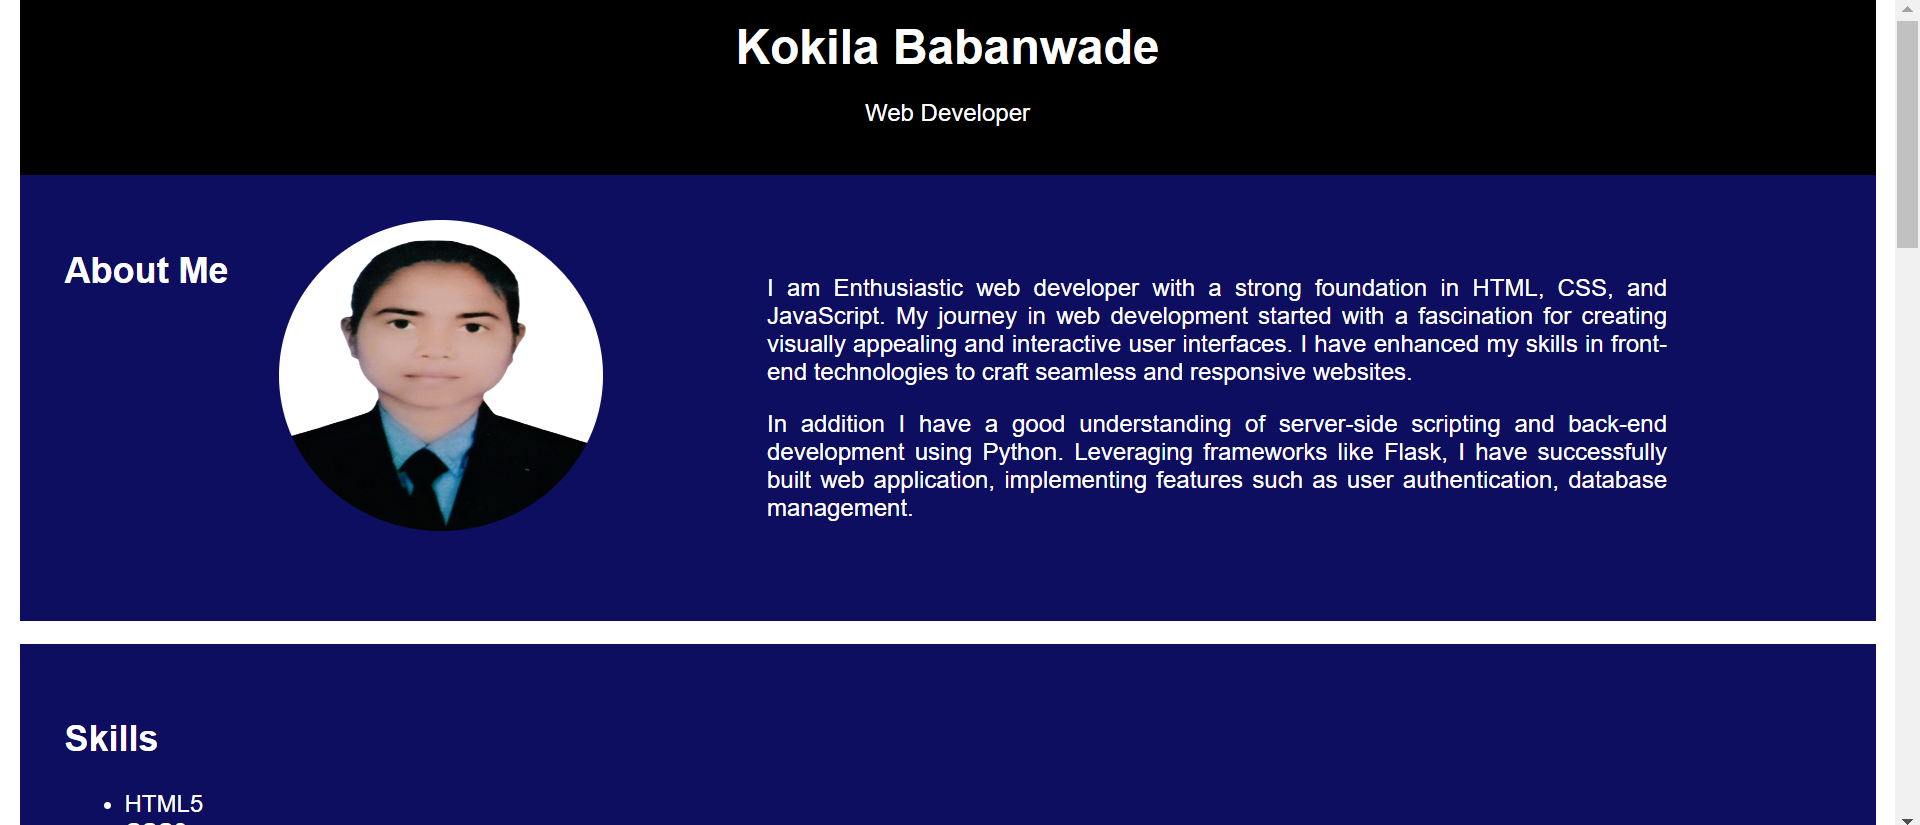 Kokila Babanwade
Web Developer
About Me
I am Enthusiastic web developer with a strong foundation in HTML, CSS, and
JavaScript. My journey in web development started with a fascination for creating
visually appealing and interactive user interfaces. I have enhanced my skills in front-
end technologies to craft seamless and responsive websites.
In addition I have a good understanding of server-side scripting and back-end
development using Python. Leveraging frameworks like Flask, I have successfully
built web application, implementing features such as user authentication, database
management.
Skills
• HTML5